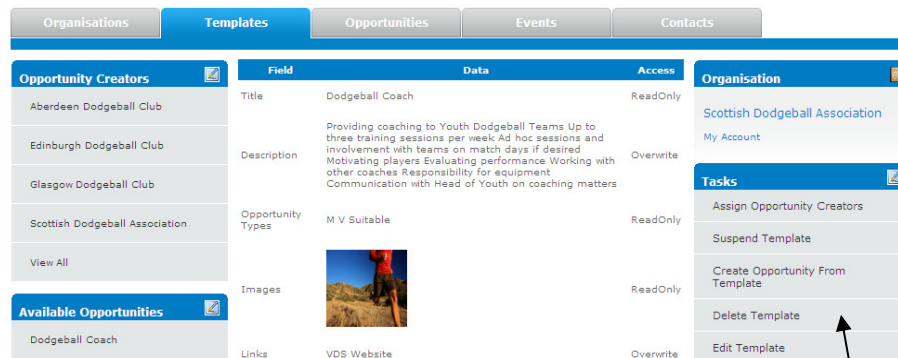 Organisations
Templates
Opportunities
Events
Contacts
Opportunity Creators
Aberdeen Dodgeball Club
Edinburgh Dodgeball Club
Glasgow Dodgeball Club
Scottish Dodgeball Association
View All
Available Opportunities
Dodgeball Coach
Field Data Access
Title Dodgeball Coach ReadOnly
Description
Providing coaching to Youth Dodgeball Teams Up to
three training sessions per week Ad hoc sessions and
involvement with teams on match days if desired
Motivating players Evaluating performance Working with
other coaches Responsibility for equipment
Communication with Head of Youth on coaching matters
Overwrite
Opportunity
Types
M V Suitable
ReadOnly
Images
ReadOnly
Links VDS Website Overwrite
Organisation
Scottish Dodgeball Association
My Account
Tasks
Assign Opportunity Creators
Suspend Template
Create Opportunity From
Template
Delete Template
Edit Template